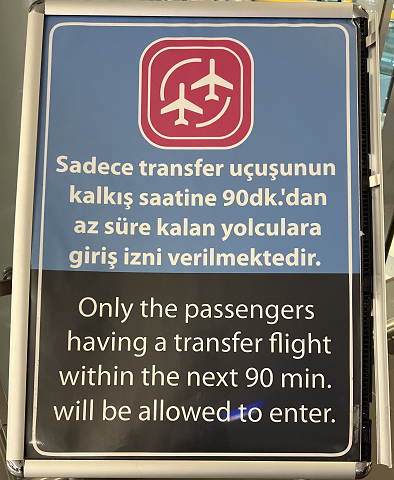 Sadece transfer uçuşunun
kalkış saatine 90dk.'dan
az süre kalan yolculara
giriş izni verilmektedir.
Only the passengers
having a transfer flight
within the next 90 min.
will be allowed to enter.